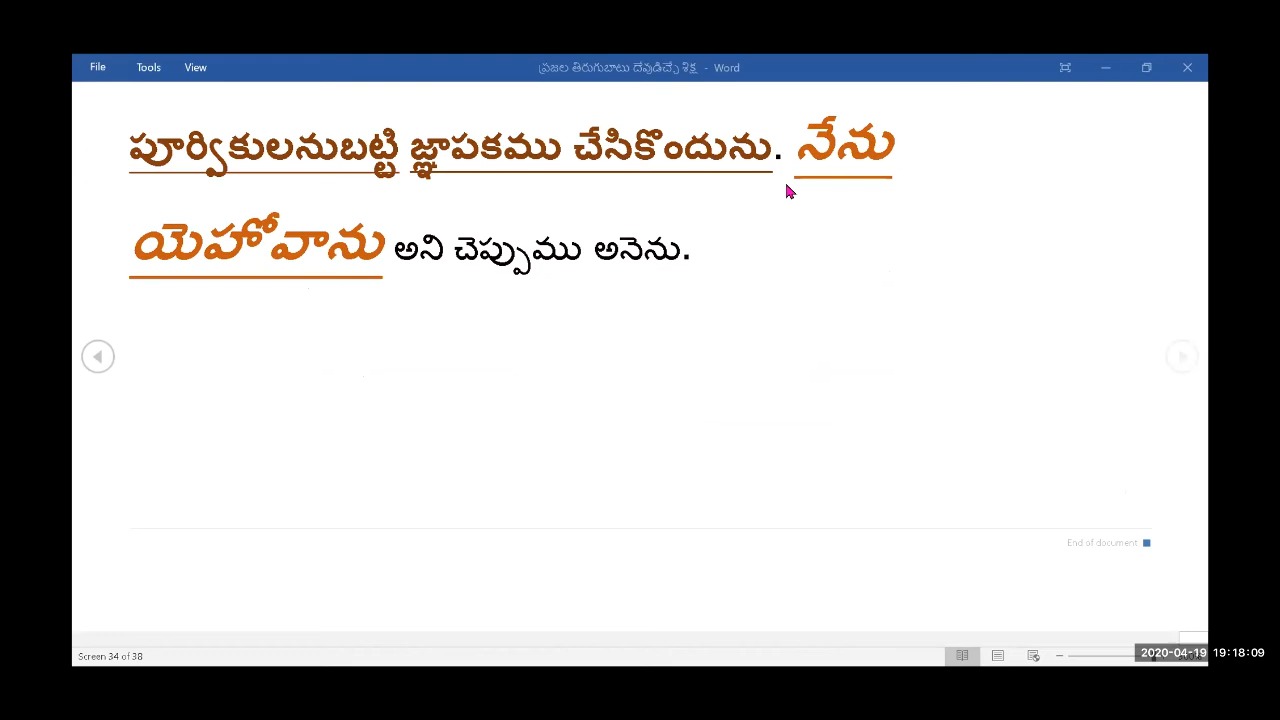 File Tools View ప్రజల తిరుగుబాటు దేవుడిచ్చే శిక్ష - Word
పూర్వికులనుబట్టి జ్ఞాపకము చేసికొందును. నేను
యెహోవాను అని చెప్పుము అనెను.
End of document
Screen 34 of 38
2020-04-19 19:18:09